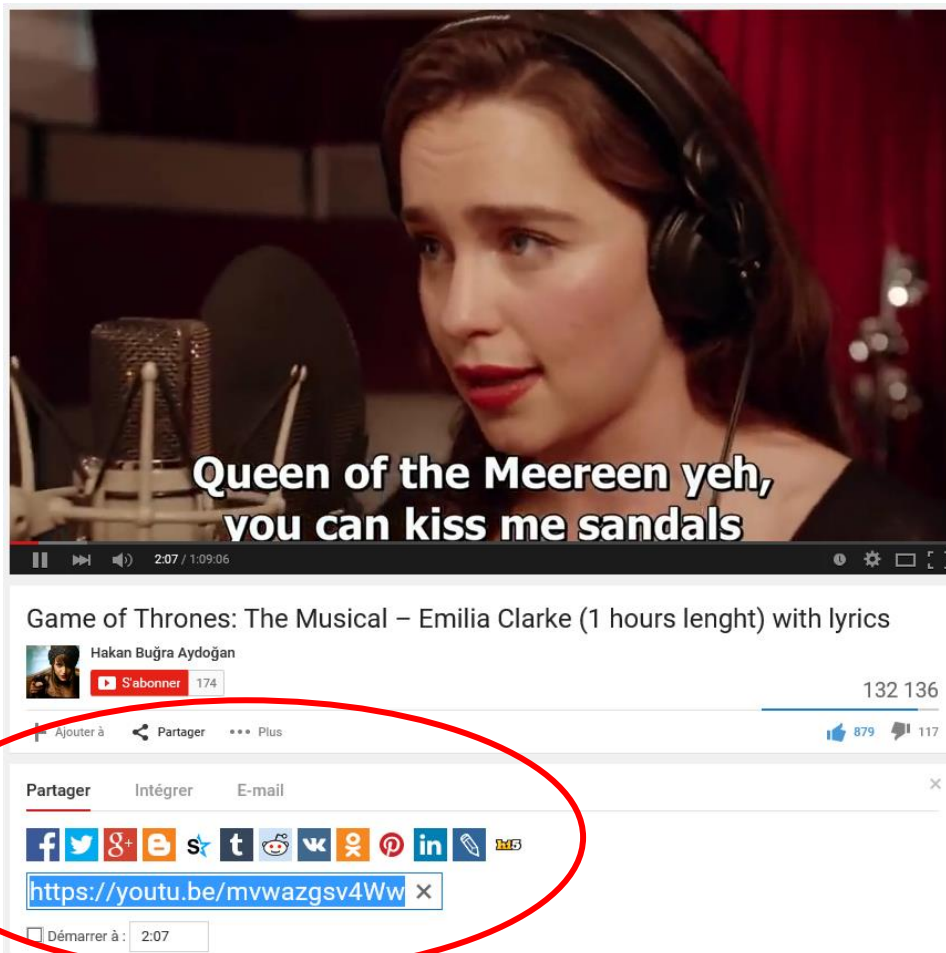 Queen of the Meereen yeh,
you can kiss me sandals
2:07 / 1:09:06
Game of Thrones: The Musical – Emilia Clarke (1 hours lenght) with lyrics
Hakan Buğra Aydoğan
S'abonner 174
132 136
Ajouter à Partager ••• Plus 879 117
Partager Intégrer E-mail
https://youtu.be/mvwazgsv4Ww
Démarrer à : 2:07